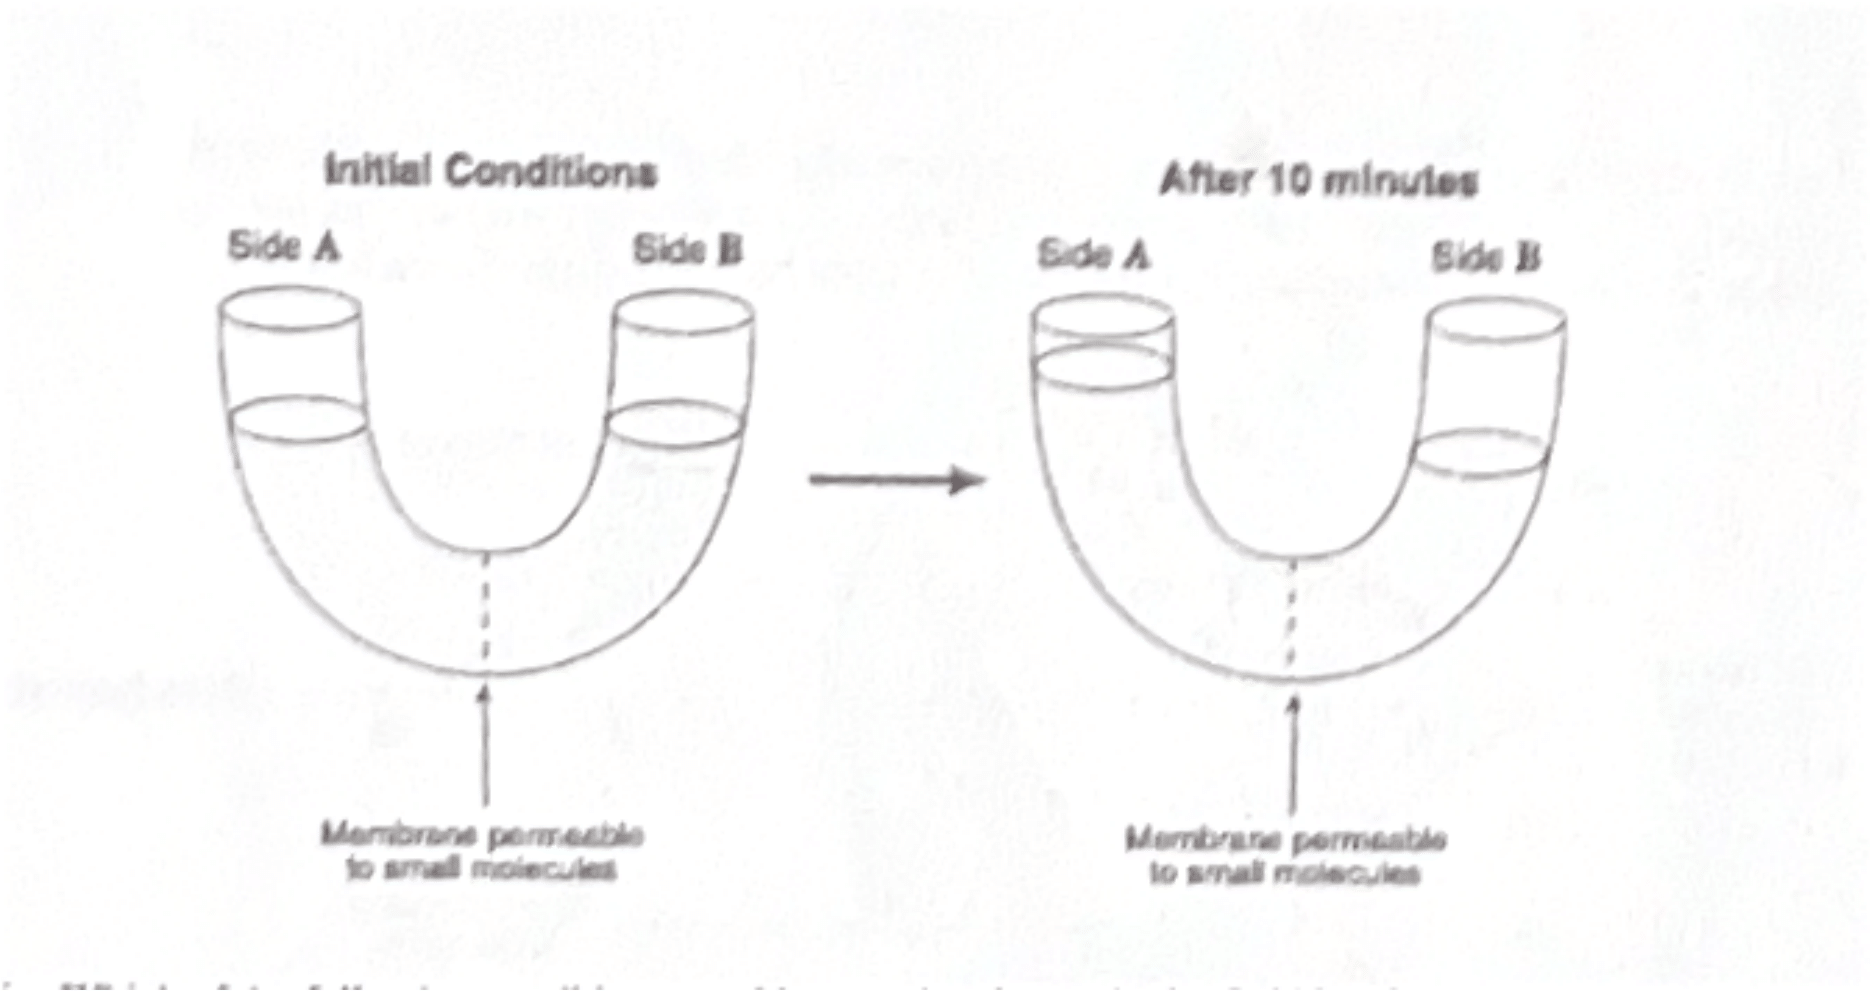 Initial Conditions
After 10 minutes
Side A
Side B
Side A
Side B
Membrane permeable
to small molecules
Membrane permeable
to small molecules